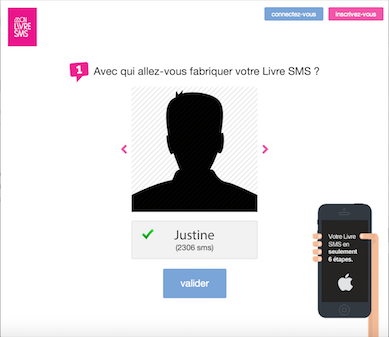 mon
LIVRE
SMS
connectez-vous
inscrivez-vous
1 Avec qui allez-vous fabriquer votre Livre SMS ?
Justine
(2306 sms)
valider
Votre Livre
SMS en
seulement
6 étapes.